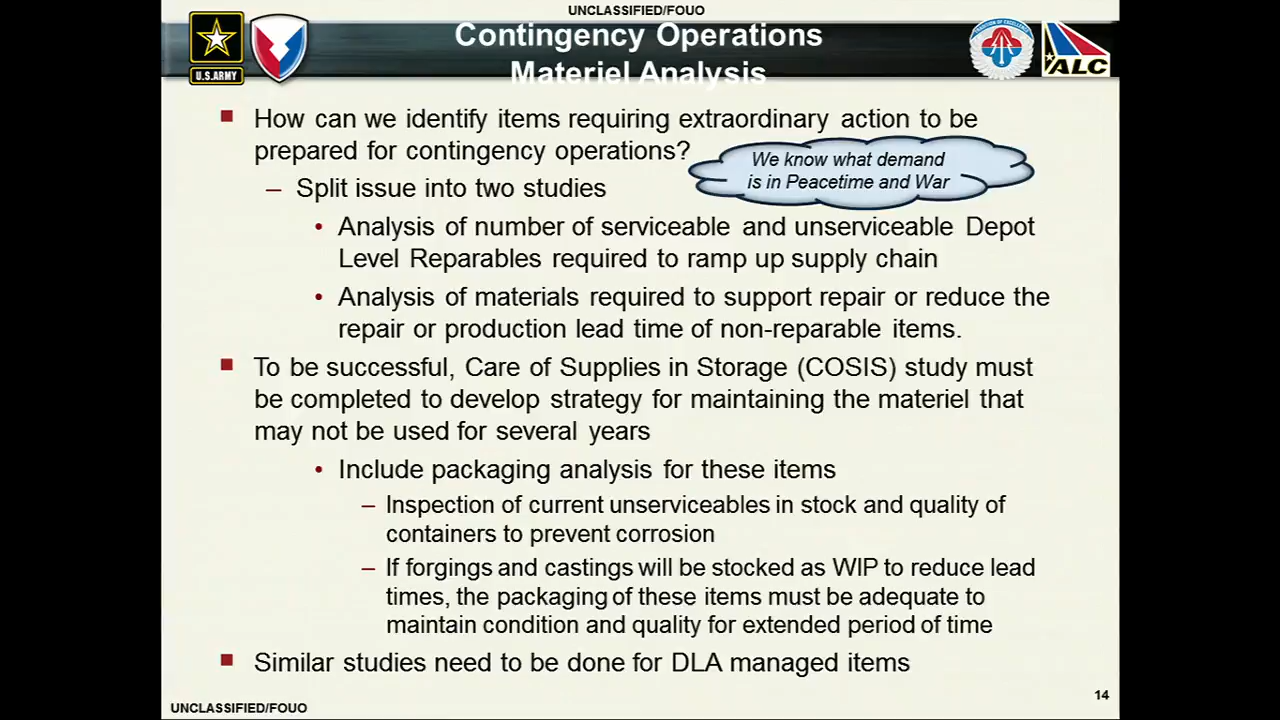 UNCLASSIFIED/FOUO
Contingency Operations
Materiel Analysis
U.S.ARMY
ALC
How can we identify items requiring extraordinary action to be
prepared for contingency operations?
We know what demand
is in Peacetime and War
– Split issue into two studies
• Analysis of number of serviceable and unserviceable Depot
Level Reparables required to ramp up supply chain
• Analysis of materials required to support repair or reduce the
repair or production lead time of non-reparable items.
To be successful, Care of Supplies in Storage (COSIS) study must
be completed to develop strategy for maintaining the materiel that
may not be used for several years
• Include packaging analysis for these items
– Inspection of current unserviceables in stock and quality of
containers to prevent corrosion
– If forgings and castings will be stocked as WIP to reduce lead
times, the packaging of these items must be adequate to
maintain condition and quality for extended period of time
Similar studies need to be done for DLA managed items
14
UNCLASSIFIED/FOUO